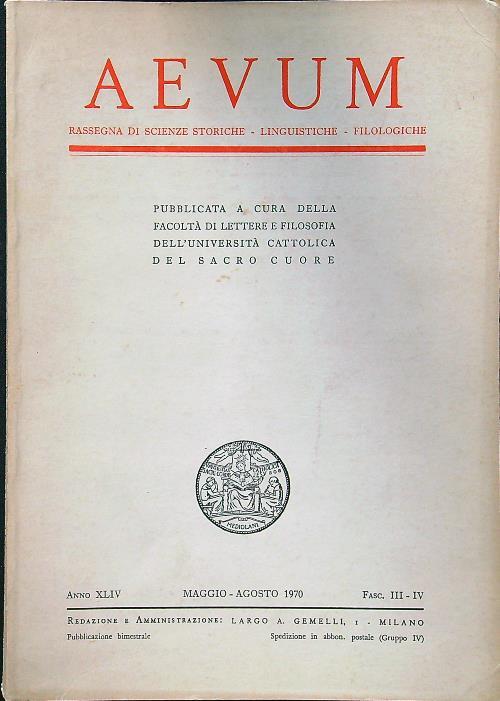 AEVUM
RASSEGNA DI SCIENZE STORICHE - LINGUISTICHE - FILOLOGICHE
PUBBLICATA A CURA DELLA
FACOLTÀ DI LETTERE E FILOSOFIA
DELL'UNIVERSITÀ CATTOLICA
DEL SACRO CUORE
MEDIOLANI
ANNO XLIV MAGGIO - AGOSTO 1970 FASC. III - IV
REDAZIONE E AMMINISTRAZIONE: LARGO A. GEMELLI, 1 - MILANO
Pubblicazione bimestrale Spedizione in abbon. postale (Gruppo IV)